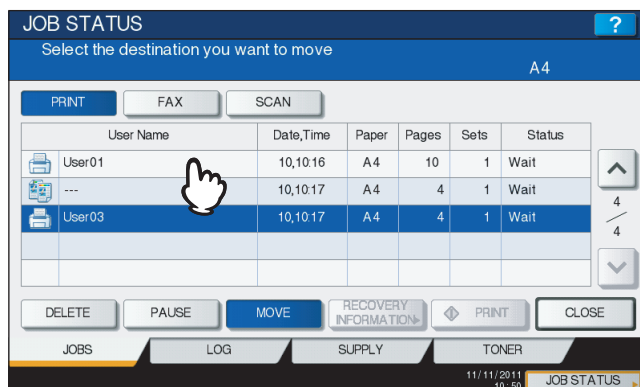 JOB STATUS ?
Select the destination you want to move
A4
PRINT FAX SCAN
User Name Date,Time Paper Pages Sets Status
User01 10,10:16 A4 10 1 Wait
--- 10,10:17 A4 4 1 Wait
User03 10,10:17 A4 4 1 Wait
4
4
DELETE PAUSE MOVE RECOVERY INFORMATION PRINT CLOSE
JOBS LOG SUPPLY TONER
11/11/2011
10:50 JOB STATUS